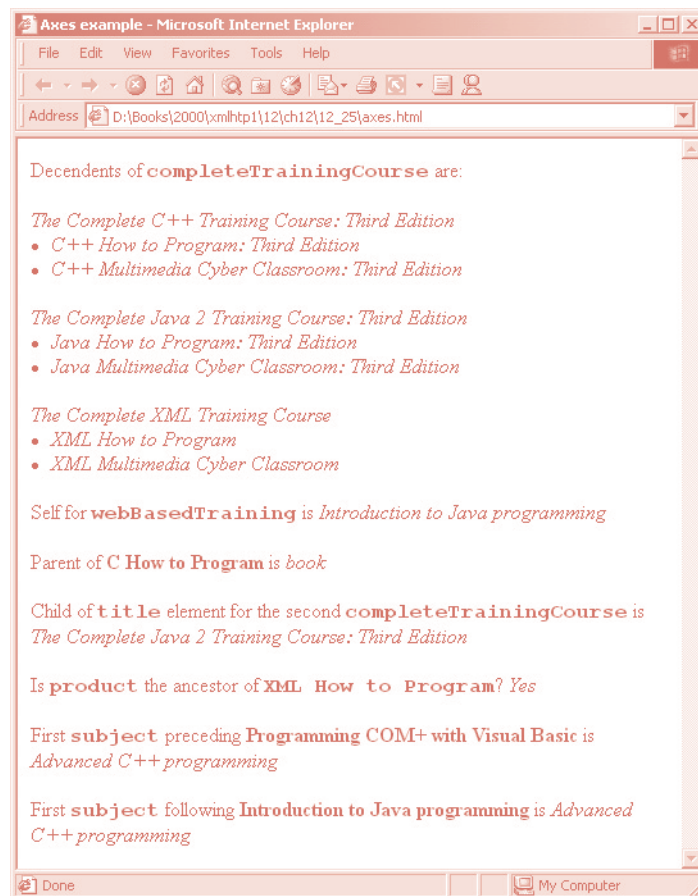 Axes example - Microsoft Internet Explorer
File Edit View Favorites Tools Help
Address D:\Books\2000\xmlhtp1\12\ch12\12_25\axes.html
Decendents of completeTrainingCourse are:
The Complete C++ Training Course: Third Edition
• C++ How to Program: Third Edition
• C++ Multimedia Cyber Classroom: Third Edition
The Complete Java 2 Training Course: Third Edition
• Java How to Program: Third Edition
• Java Multimedia Cyber Classroom: Third Edition
The Complete XML Training Course
• XML How to Program
• XML Multimedia Cyber Classroom
Self for webBasedTraining is Introduction to Java programming
Parent of C How to Program is book
Child of title element for the second completeTrainingCourse is
The Complete Java 2 Training Course: Third Edition
Is product the ancestor of XML How to Program? Yes
First subject preceding Programming COM+ with Visual Basic is
Advanced C++ programming
First subject following Introduction to Java programming is Advanced
C++ programming
Done My Computer